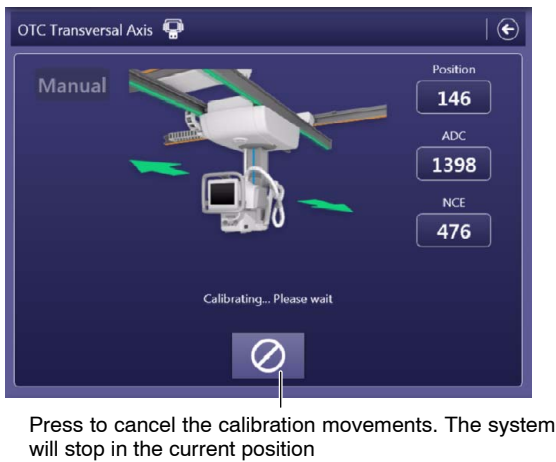 OTC Transversal Axis
Manual
Position
146
ADC
1398
NCE
476
Calibrating... Please wait
Press to cancel the calibration movements. The system
will stop in the current position